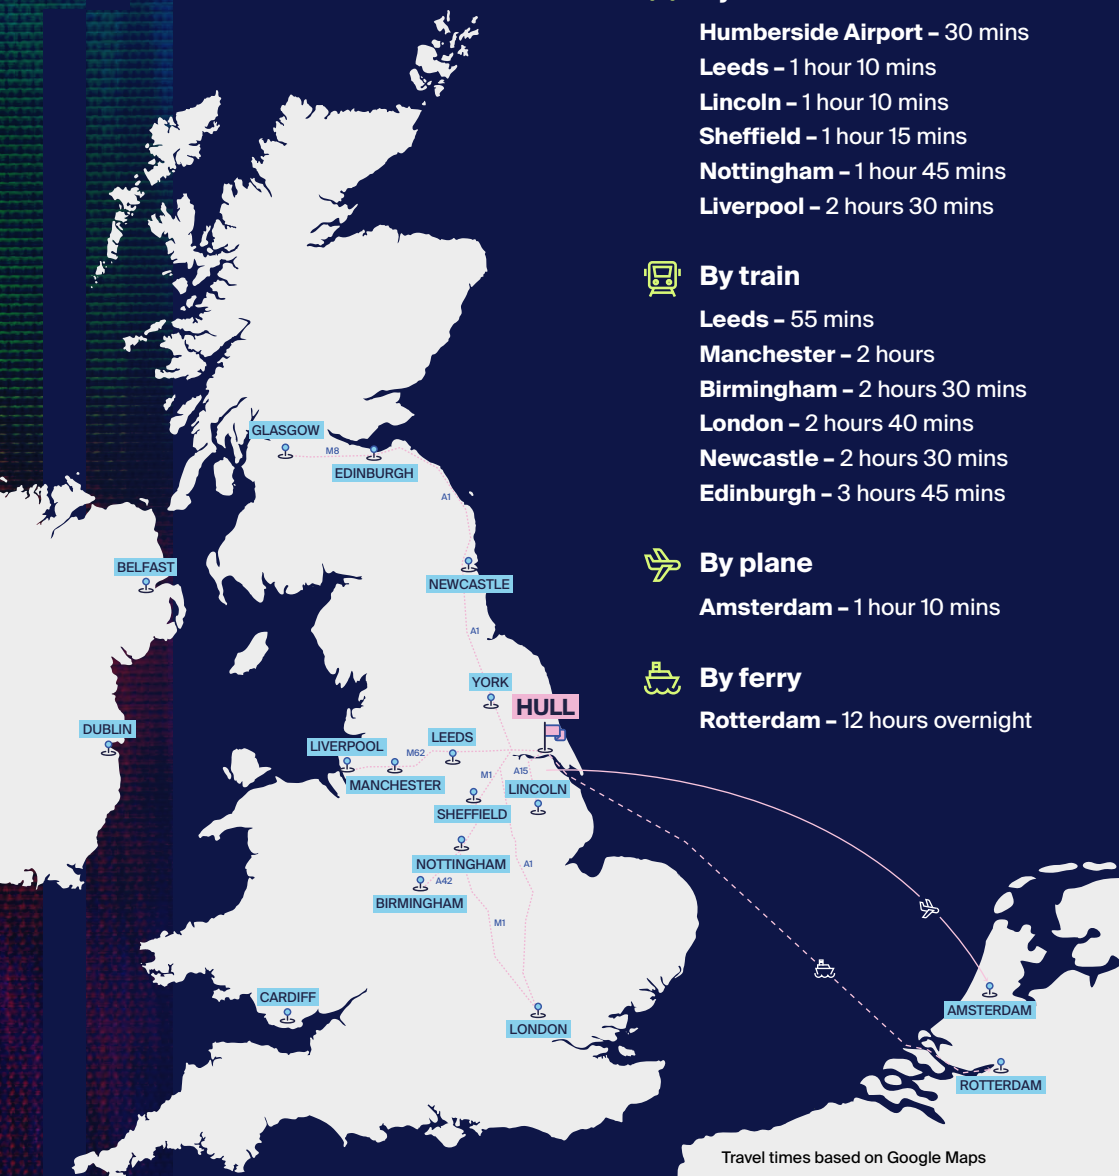 Humberside Airport – 30 mins
Leeds – 1 hour 10 mins
Lincoln – 1 hour 10 mins
Sheffield – 1 hour 15 mins
Nottingham – 1 hour 45 mins
Liverpool – 2 hours 30 mins
By train
Leeds – 55 mins
Manchester – 2 hours
Birmingham – 2 hours 30 mins
London – 2 hours 40 mins
Newcastle – 2 hours 30 mins
Edinburgh – 3 hours 45 mins
By plane
Amsterdam – 1 hour 10 mins
By ferry
Rotterdam – 12 hours overnight
GLASGOW
M8
EDINBURGH
A1
BELFAST
NEWCASTLE
A1
YORK
HULL
DUBLIN
LEEDS
LIVERPOOL
M62
MANCHESTER
M1
A15
LINCOLN
SHEFFIELD
NOTTINGHAM
A1
A42
BIRMINGHAM
M1
CARDIFF
LONDON
AMSTERDAM
ROTTERDAM
Travel times based on Google Maps